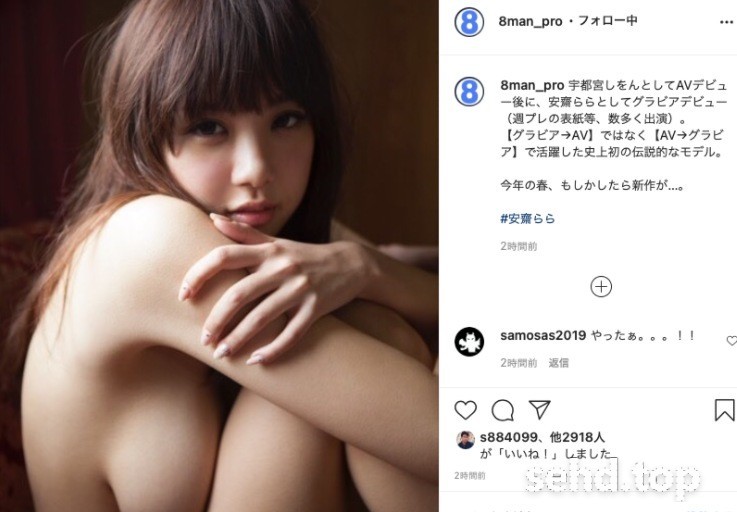 8
8man_pro・フォロー中
8
8man_pro 宇都宮しをんとしてAVデビュ
ー後に、安齋ららとしてグラビアデビュー
（週プレの表紙等、数多く出演）。
【グラビア→AV】ではなく【AV→グラビ
ア】で活躍した史上初の伝説的なモデル。
今年の春、もしかしたら新作が…。
#安齋らら
2時間前
samosas2019 やったぁ。。。！！
2時間前 返信
s884099、他2918人
が「いいね！」しました
2時間前
sehd.top